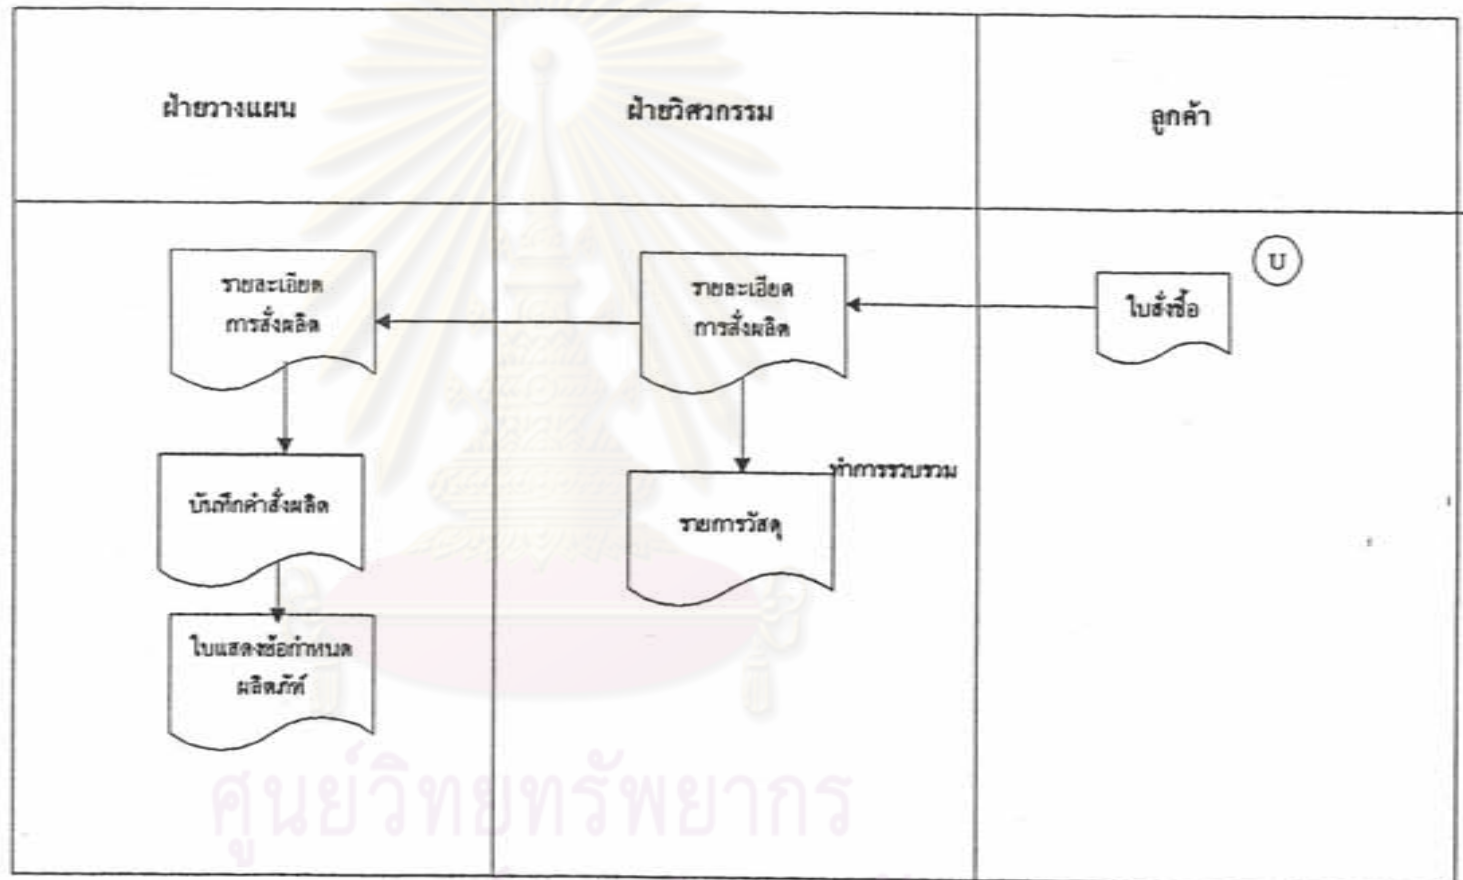 ฝ่ายวางแผน
ฝ่ายวิศวกรรม
ลูกค้า
รายละเอียด
การสั่งผลิต
รายละเอียด
การสั่งผลิต
ใบสั่งซื้อ
U
บันทึกคำสั่งผลิต
ทำการรวบรวม
รายการวัสดุ
ใบแสดงข้อกำหนด
ผลิตภัฑ์
ศูนย์วิทยทรัพยากร